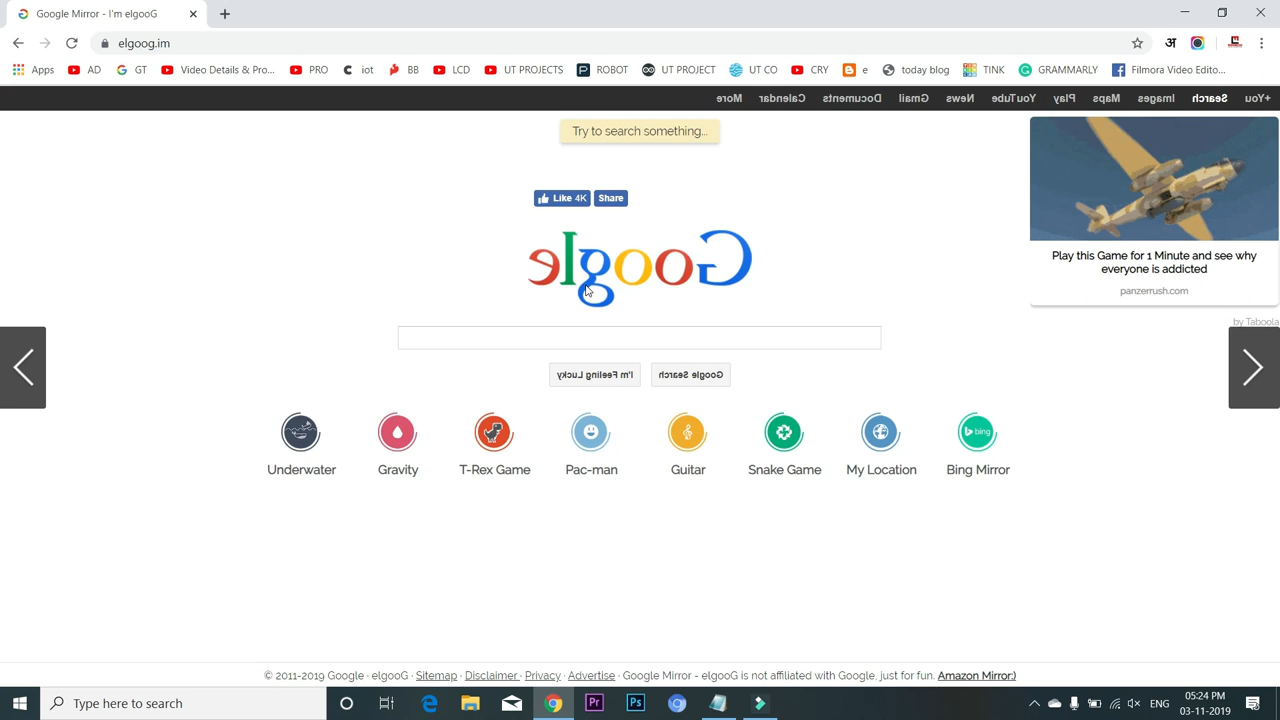 Google Mirror - I'm elgooG
elgoog.im
अ
Apps AD GT Video Details & Pro... PRO iot BB LCD UT PROJECTS ROBOT UT PROJECT UT CO CRY e today blog TINK GRAMMARLY Filmora Video Edito...
More Calendar Documents Gmail News YouTube Play Maps Images Search +You
Try to search something...
Like 4K Share
Google
I'm Feeling Lucky Google Search
Play this Game for 1 Minute and see why
everyone is addicted
panzerrush.com
by Taboola
bing
Underwater Gravity T-Rex Game Pac-man Guitar Snake Game My Location Bing Mirror
© 2011-2019 Google · elgooG · Sitemap · Disclaimer · Privacy · Advertise · Google Mirror - elgooG is not affiliated with Google, just for fun. Amazon Mirror:)
Type here to search Pr Ps ENG 05:24 PM
03-11-2019